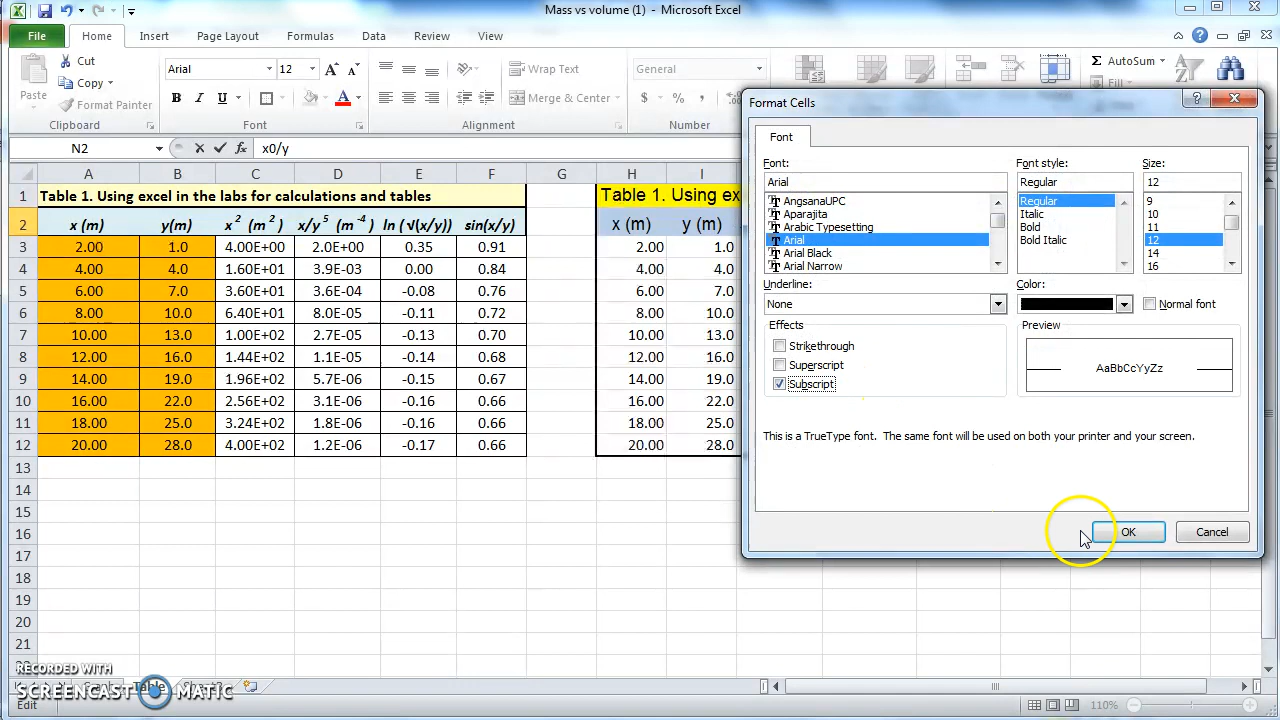 Mass vs volume (1) - Microsoft Excel
File Home Insert Page Layout Formulas Data Review View
Paste Cut Copy Format Painter Clipboard
Arial 12 B I U Font
Wrap Text Merge & Center Alignment
General $ % , Number
AutoSum Fill
N2 x0/y
A B C D E F G H I
1 Table 1. Using excel in the labs for calculations and tables Table 1. Using ex
2 x (m) y(m) x² (m²) x/y⁵ (m⁻⁴) ln (√(x/y)) sin(x/y) x (m) y (m)
3 2.00 1.0 4.00E+00 2.0E+00 0.35 0.91 2.00 1.0
4 4.00 4.0 1.60E+01 3.9E-03 0.00 0.84 4.00 4.0
5 6.00 7.0 3.60E+01 3.6E-04 -0.08 0.76 6.00 7.0
6 8.00 10.0 6.40E+01 8.0E-05 -0.11 0.72 8.00 10.0
7 10.00 13.0 1.00E+02 2.7E-05 -0.13 0.70 10.00 13.0
8 12.00 16.0 1.44E+02 1.1E-05 -0.14 0.68 12.00 16.0
9 14.00 19.0 1.96E+02 5.7E-06 -0.15 0.67 14.00 19.0
10 16.00 22.0 2.56E+02 3.1E-06 -0.16 0.66 16.00 22.0
11 18.00 25.0 3.24E+02 1.8E-06 -0.16 0.66 18.00 25.0
12 20.00 28.0 4.00E+02 1.2E-06 -0.17 0.66 20.00 28.0
13
14
15
16
17
18
19
20
21
Format Cells
Font
Font: Font style: Size:
Arial Regular 12
AngsanaUPC Regular 9
Aparajita Italic 10
Arabic Typesetting Bold 11
Arial Bold Italic 12
Arial Black 14
Arial Narrow 16
Underline: Color:
None Normal font
Effects Preview
Strikethrough
Superscript AaBbCcYyZz
Subscript
This is a TrueType font. The same font will be used on both your printer and your screen.
OK Cancel
RECORDED WITH
SCREENCAST MATIC
Table
Edit 110%